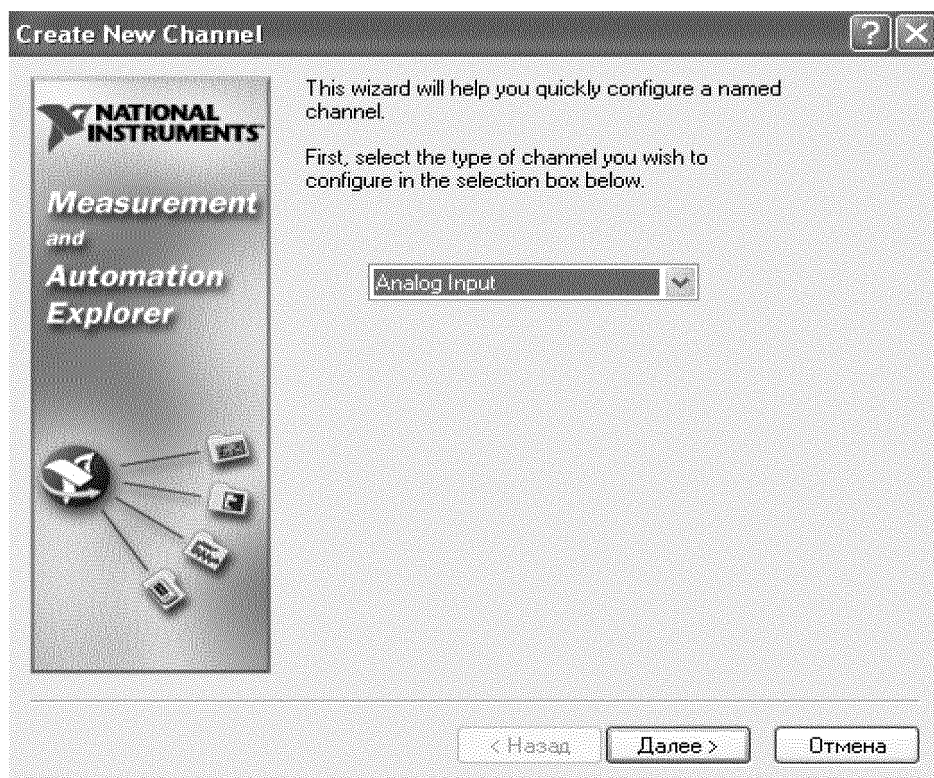 Create New Channel
NATIONAL
INSTRUMENTS
Measurement
and
Automation
Explorer
This wizard will help you quickly configure a named
channel.
First, select the type of channel you wish to
configure in the selection box below.
Analog Input
< Назад
Далее >
Отмена